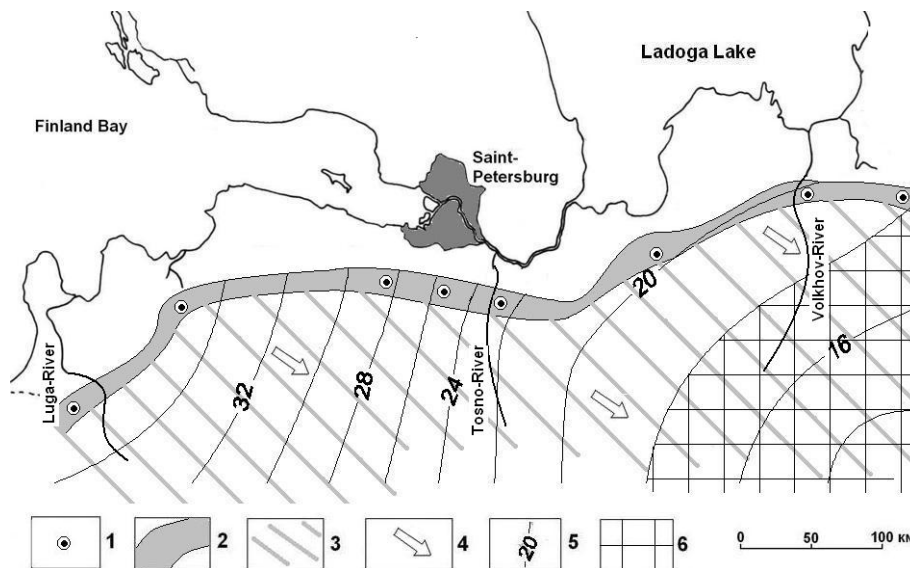 Ladoga Lake
Finland Bay
Saint-
Petersburg
Volkhov-River
20
16
Luga-River
32
28
24
Tosno-River
1
2
3
4
20
5
6
0 50 100 км